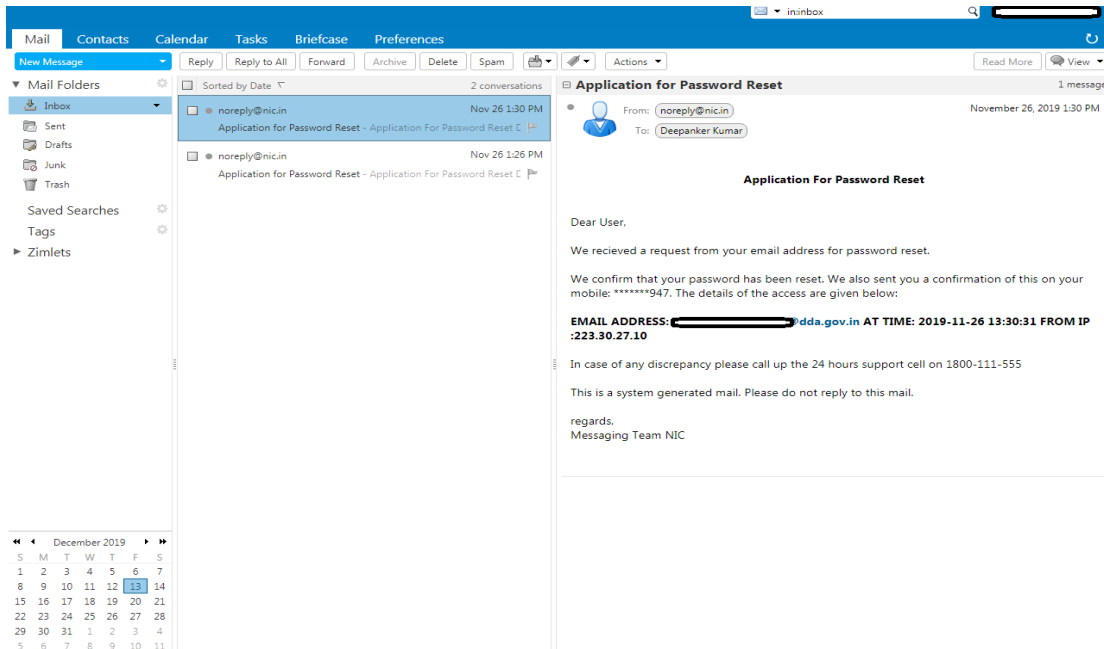 in:inbox
Mail Contacts Calendar Tasks Briefcase Preferences
New Message Reply Reply to All Forward Archive Delete Spam Actions Read More View
Mail Folders
Inbox
Sent
Drafts
Junk
Trash
Saved Searches
Tags
Zimlets
Sorted by Date 2 conversations
noreply@nic.in Nov 26 1:30 PM
Application for Password Reset - Application For Password Reset D
noreply@nic.in Nov 26 1:26 PM
Application for Password Reset - Application For Password Reset D
Application for Password Reset 1 message
From: noreply@nic.in November 26, 2019 1:30 PM
To: Deepanker Kumar
Application For Password Reset
Dear User,
We recieved a request from your email address for password reset.
We confirm that your password has been reset. We also sent you a confirmation of this on your
mobile: *******947. The details of the access are given below:
EMAIL ADDRESS: @dda.gov.in AT TIME: 2019-11-26 13:30:31 FROM IP
:223.30.27.10
In case of any discrepancy please call up the 24 hours support cell on 1800-111-555
This is a system generated mail. Please do not reply to this mail.
regards,
Messaging Team NIC
December 2019
S M T W T F S
1 2 3 4 5 6 7
8 9 10 11 12 13 14
15 16 17 18 19 20 21
22 23 24 25 26 27 28
29 30 31 1 2 3 4
5 6 7 8 9 10 11